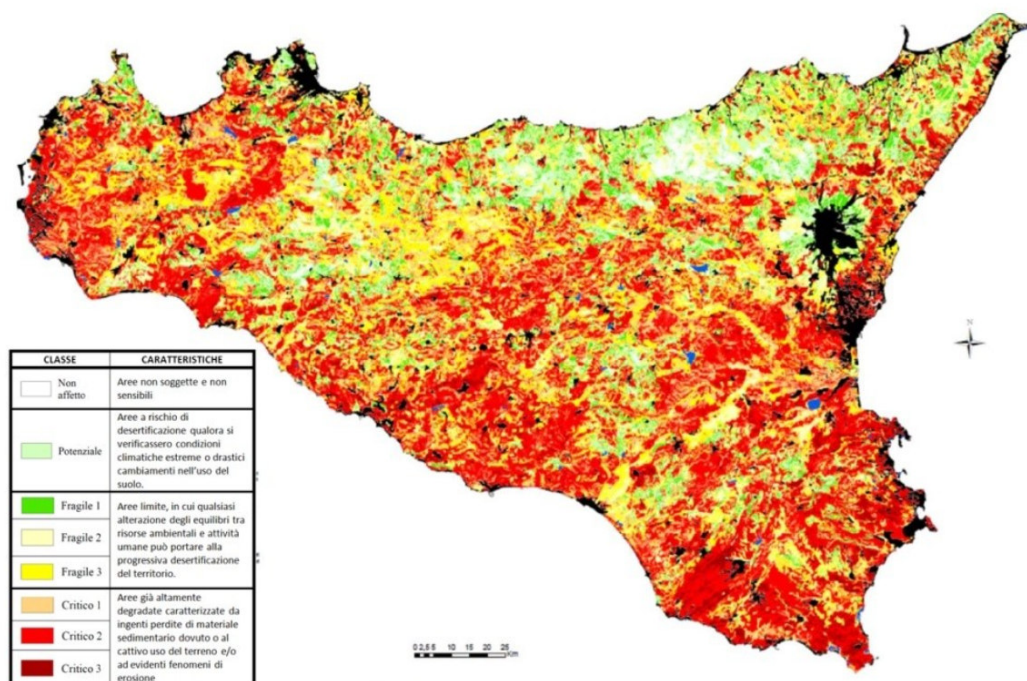 CLASSE CARATTERISTICHE
Non
affetto
Aree non soggette e non
sensibili
Potenziale
Aree a rischio di
desertificazione qualora si
verificassero condizioni
climatiche estreme o drastici
cambiamenti nell'uso del
suolo.
Fragile 1
Fragile 2
Fragile 3
Aree limite, in cui qualsiasi
alterazione degli equilibri tra
risorse ambientali e attività
umane può portare alla
progressiva desertificazione
del territorio.
Critico 1
Critico 2
Critico 3
Aree già altamente
degradate caratterizzate da
ingenti perdite di materiale
sedimentario dovuto o al
cattivo uso del terreno e/o
ad evidenti fenomeni di
erosione
0 2,5 5 10 15 20 25
Km